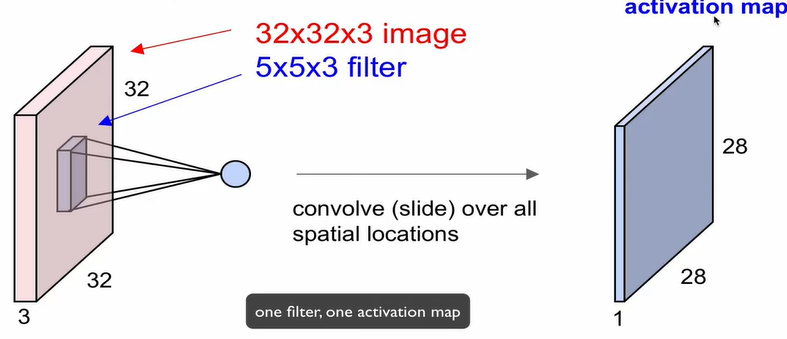 activation map
32x32x3 image
5x5x3 filter
32
28
convolve (slide) over all
spatial locations
32
28
3
one filter, one activation map
1